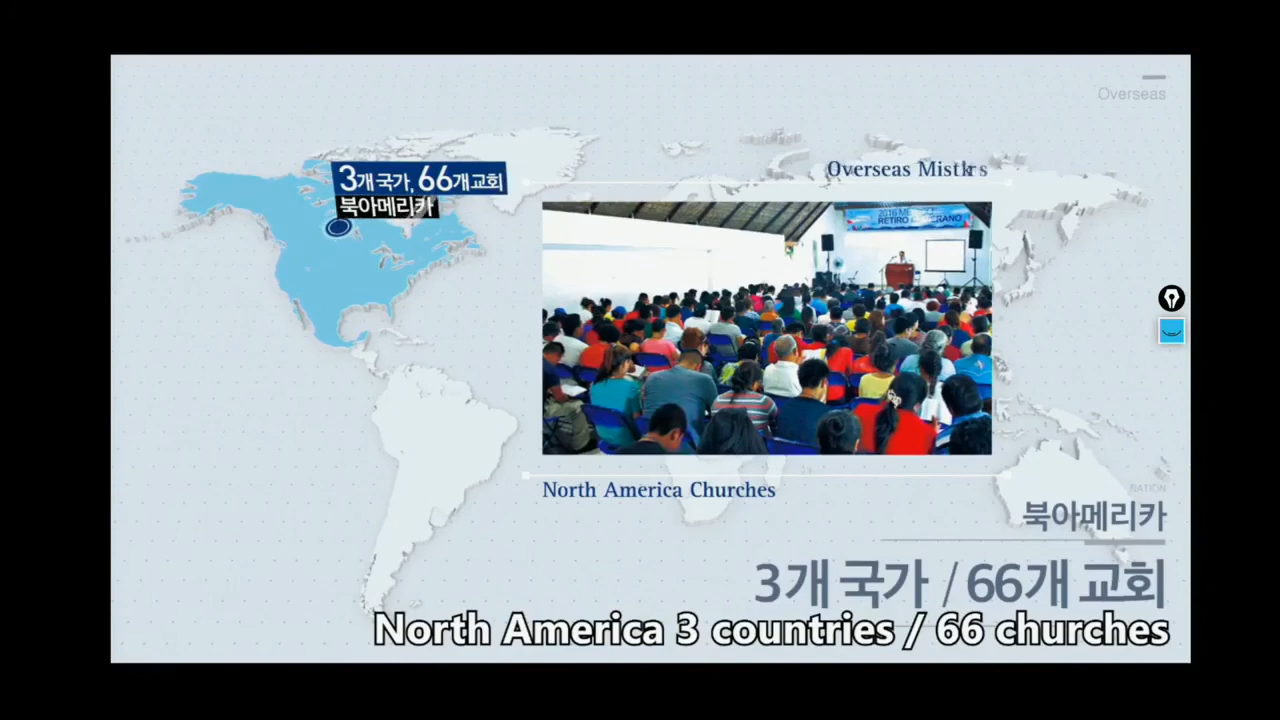 Overseas
3개 국가, 66개 교회
북아메리카
Overseas
RETIRO
North America Churches
NATION
북아메리카
3개 국가 / 66개 교회
North America 3 countries / 66 churches